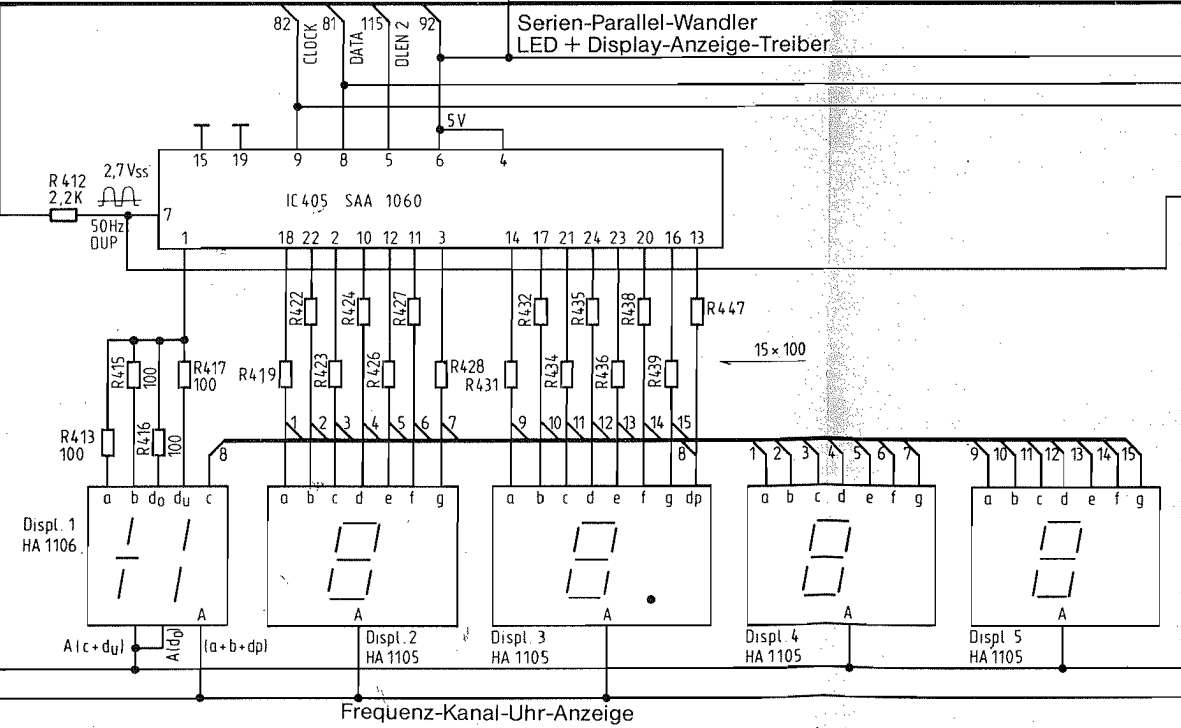 82 CLOCK 81 DATA 115 DLEN 2 92
Serien-Parallel-Wandler
LED + Display-Anzeige-Treiber
5V
15 19 9 8 5 6 4
2,7 Vss
R 412
2,2K
7
IC 405 SAA 1060
50Hz
DUP
1 18 22 2 10 12 11 3 14 17 21 24 23 20 16 13
R422 R424 R427 R432 R435 R438 R 447
15 × 100
R415 100 R417 100 R419 R423 R426 R428 R431 R434 R436 R439
R413 100 R416 100
8 1 2 3 4 5 6 7 9 10 11 12 13 14 15 8 1 2 3 4 5 6 7 9 10 11 12 13 14 15
a b do du c a b c d e f g a b c d e f g dp a b c d e f g a b c d e f g
Displ. 1
HA 1106
A A A A A
A(c+du) A(do) (a+b+dp)
Displ. 2
HA 1105
Displ. 3
HA 1105
Displ. 4
HA 1105
Displ 5
HA 1105
Frequenz-Kanal-Uhr-Anzeige